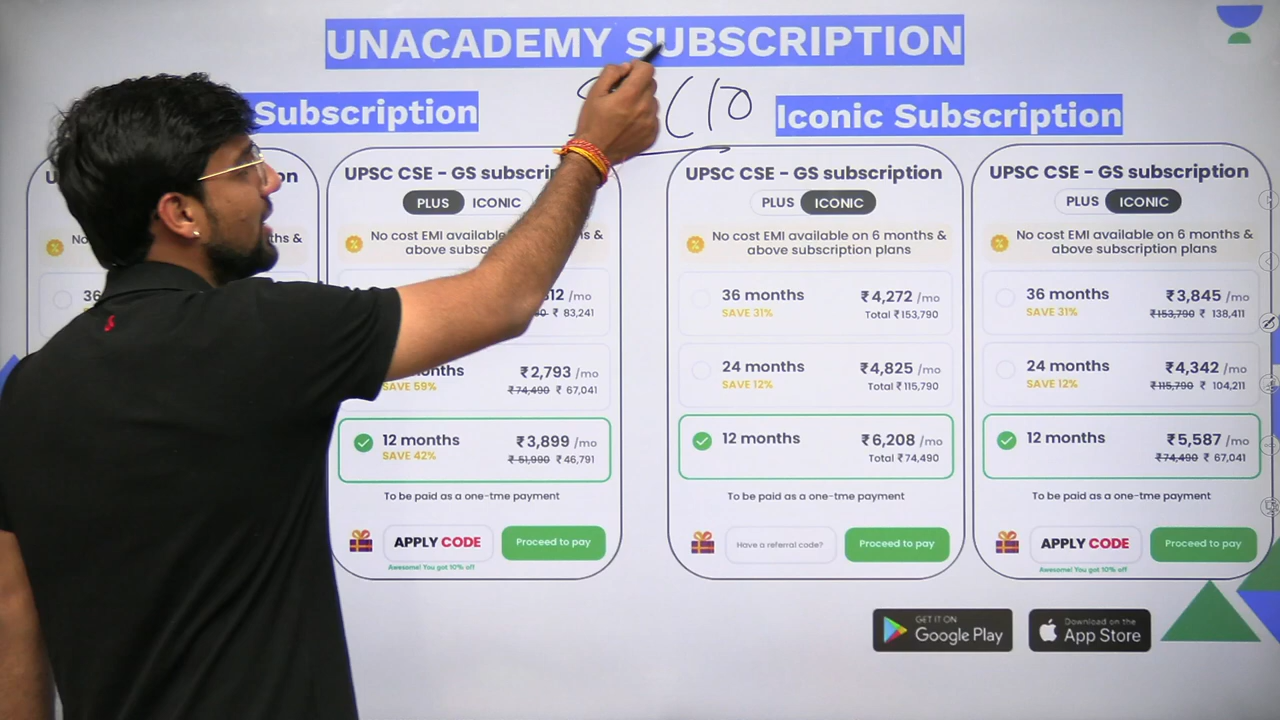 UNACADEMY SUBSCRIPTION
Subscription
C10
Iconic Subscription
UPSC CSE - GS
PLUS ICONIC
No cost EMI available on 6 months &
above
/mo
₹ 83,241
₹2,793 /mo
SAVE 59%
₹74,490 ₹ 67,041
12 months ₹3,899 /mo
SAVE 42% ₹ 51,990 ₹46,791
To be paid as a one-tme payment
APPLY CODE Proceed to pay
Awesome! You got 10% off
UPSC CSE - GS subscription
PLUS ICONIC
No cost EMI available on 6 months &
above subscription plans
36 months ₹4,272 /mo
SAVE 31% Total ₹153,790
24 months ₹4,825 /mo
SAVE 12% Total ₹115,790
12 months ₹6,208 /mo
Total ₹74,490
To be paid as a one-tme payment
Have a referral code? Proceed to pay
UPSC CSE - GS subscription
PLUS ICONIC
No cost EMI available on 6 months &
above subscription plans
36 months ₹3,845 /mo
SAVE 31% ₹153,790 ₹ 138,411
24 months ₹4,342 /mo
SAVE 12% ₹115,790 ₹ 104,211
12 months ₹5,587 /mo
₹74,490 ₹ 67,041
To be paid as a one-tme payment
APPLY CODE Proceed to pay
Awesome! You got 10% off
GET IT ON
Google Play
Download on the
App Store